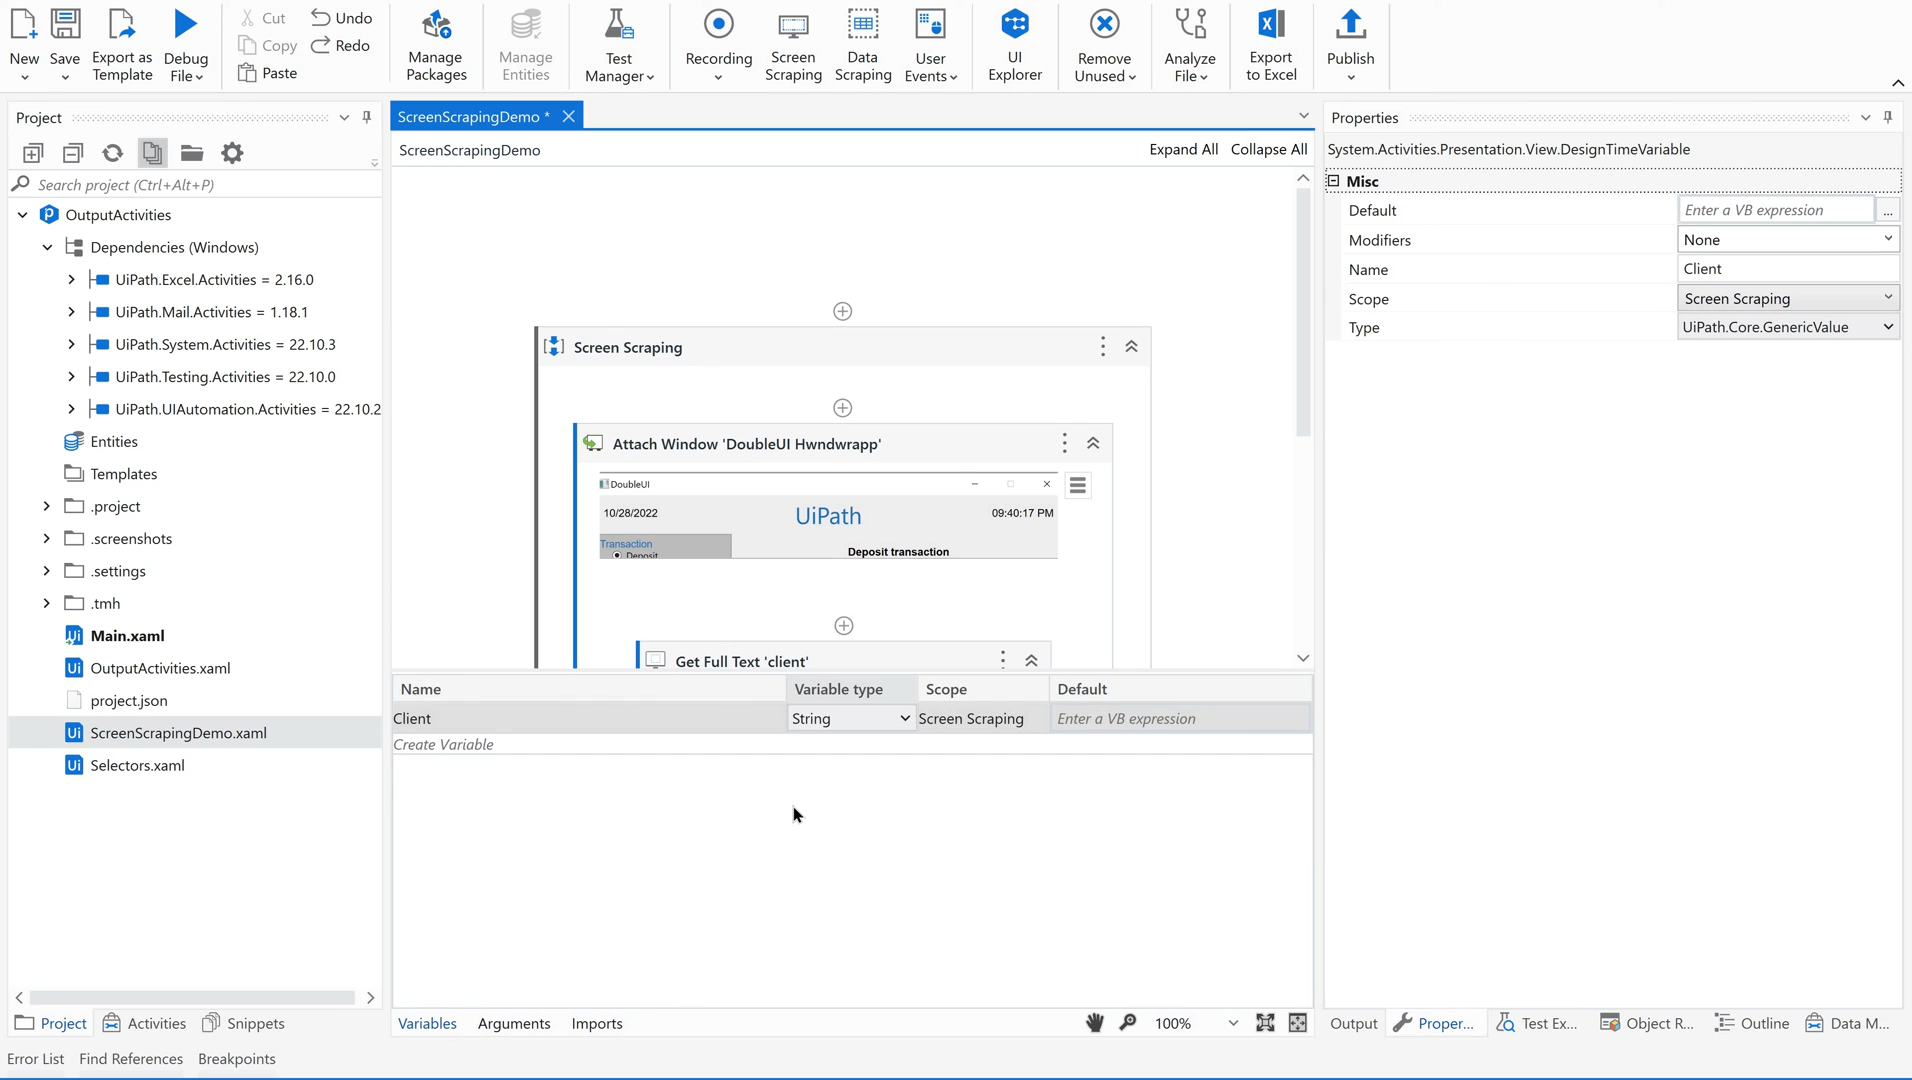 New
Save
Export as
Template
Debug
File
Cut
Copy
Paste
Undo
Redo
Manage
Packages
Manage
Entities
Test
Manager
Recording
Screen
Scraping
Data
Scraping
User
Events
UI
Explorer
Remove
Unused
Analyze
File
Export
to Excel
Publish
Project
Search project (Ctrl+Alt+P)
OutputActivities
Dependencies (Windows)
UiPath.Excel.Activities = 2.16.0
UiPath.Mail.Activities = 1.18.1
UiPath.System.Activities = 22.10.3
UiPath.Testing.Activities = 22.10.0
UiPath.UIAutomation.Activities = 22.10.2
Entities
Templates
.project
.screenshots
.settings
.tmh
Main.xaml
OutputActivities.xaml
project.json
ScreenScrapingDemo.xaml
Selectors.xaml
Project
Activities
Snippets
Error List
Find References
Breakpoints
ScreenScrapingDemo *
ScreenScrapingDemo
Expand All
Collapse All
Screen Scraping
Attach Window 'DoubleUI Hwndwrapp'
DoubleUI
10/28/2022
UiPath
09:40:17 PM
Transaction
Deposit
Deposit transaction
Get Full Text 'client'
Name
Variable type
Scope
Default
Client
String
Screen Scraping
Enter a VB expression
Create Variable
Variables
Arguments
Imports
100%
Properties
System.Activities.Presentation.View.DesignTimeVariable
Misc
Default
Enter a VB expression
...
Modifiers
None
Name
Client
Scope
Screen Scraping
Type
UiPath.Core.GenericValue
Output
Proper...
Test Ex...
Object R...
Outline
Data M...